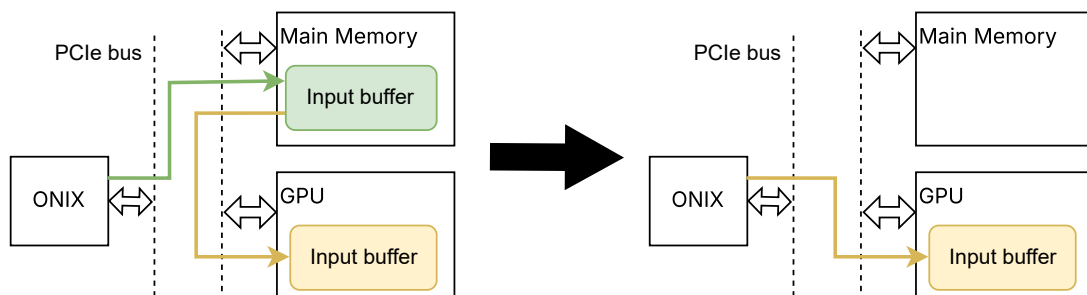 PCIe bus
Main Memory
Input buffer
ONIX
GPU
Input buffer
PCIe bus
Main Memory
ONIX
GPU
Input buffer